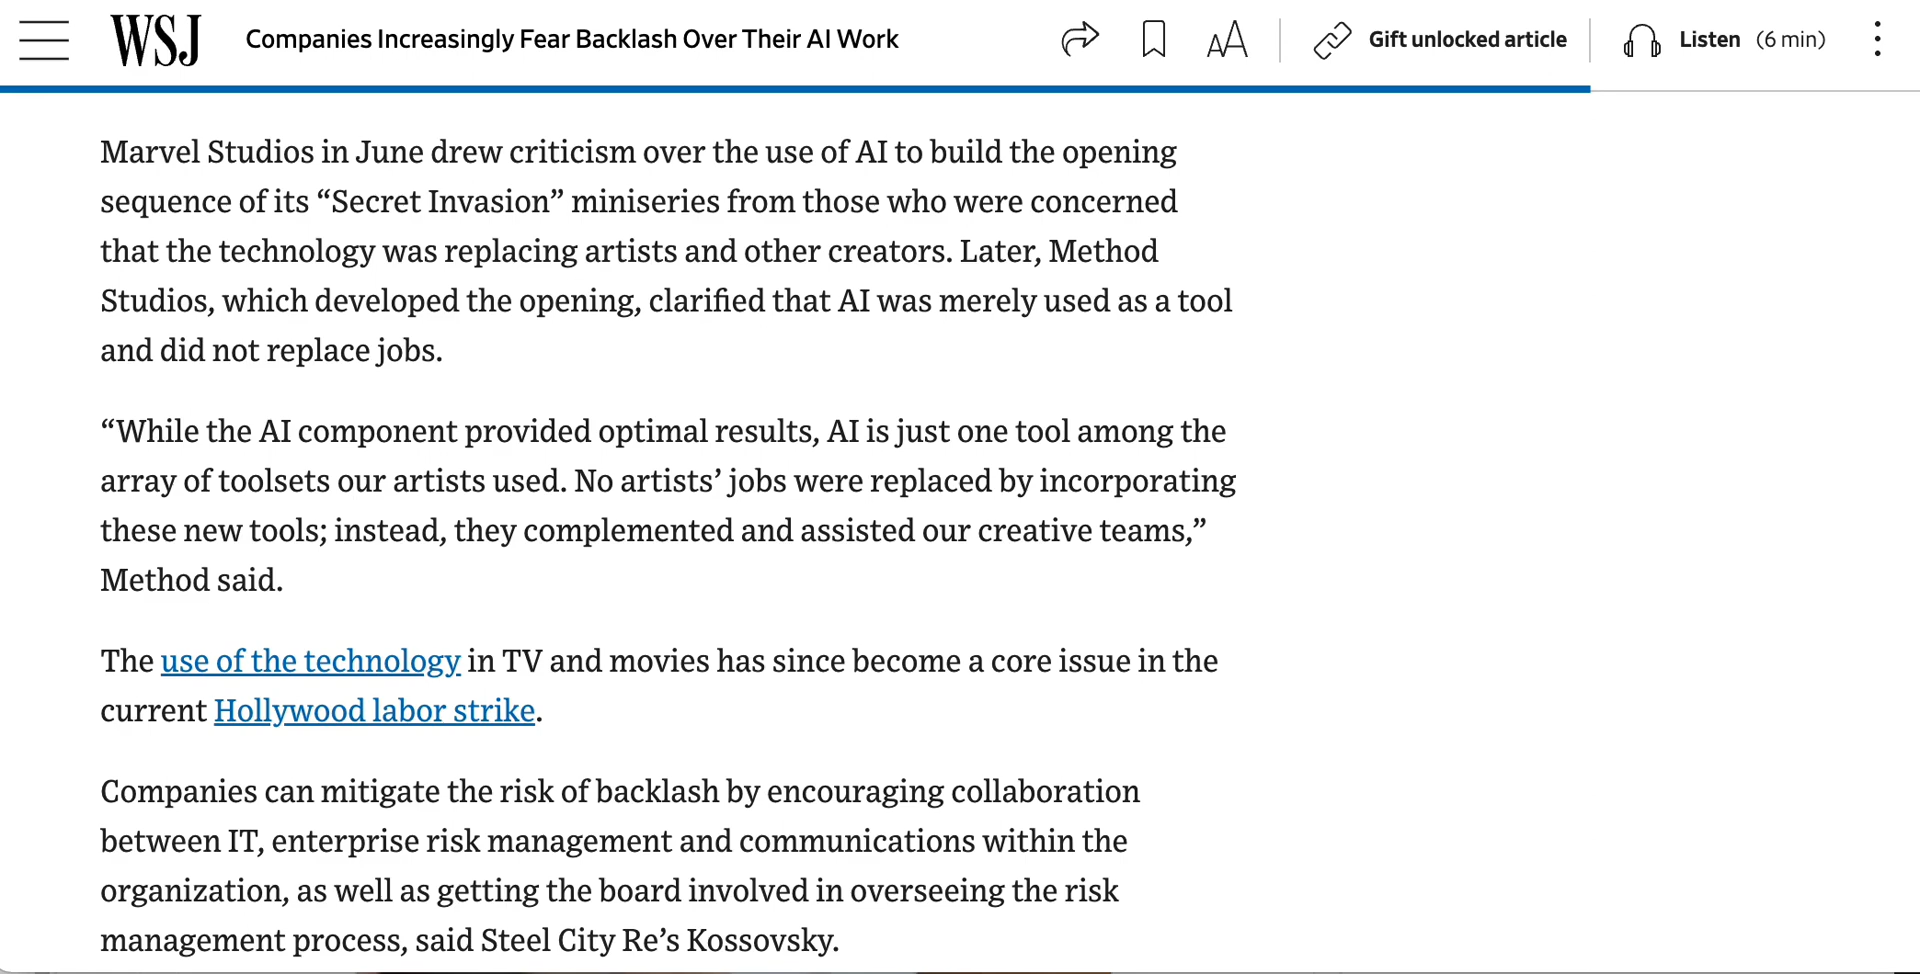 WSJ
Companies Increasingly Fear Backlash Over Their AI Work
Gift unlocked article
Listen (6 min)
Marvel Studios in June drew criticism over the use of AI to build the opening
sequence of its “Secret Invasion” miniseries from those who were concerned
that the technology was replacing artists and other creators. Later, Method
Studios, which developed the opening, clarified that AI was merely used as a tool
and did not replace jobs.
“While the AI component provided optimal results, AI is just one tool among the
array of toolsets our artists used. No artists’ jobs were replaced by incorporating
these new tools; instead, they complemented and assisted our creative teams,”
Method said.
The use of the technology in TV and movies has since become a core issue in the
current Hollywood labor strike.
Companies can mitigate the risk of backlash by encouraging collaboration
between IT, enterprise risk management and communications within the
organization, as well as getting the board involved in overseeing the risk
management process, said Steel City Re’s Kossovsky.